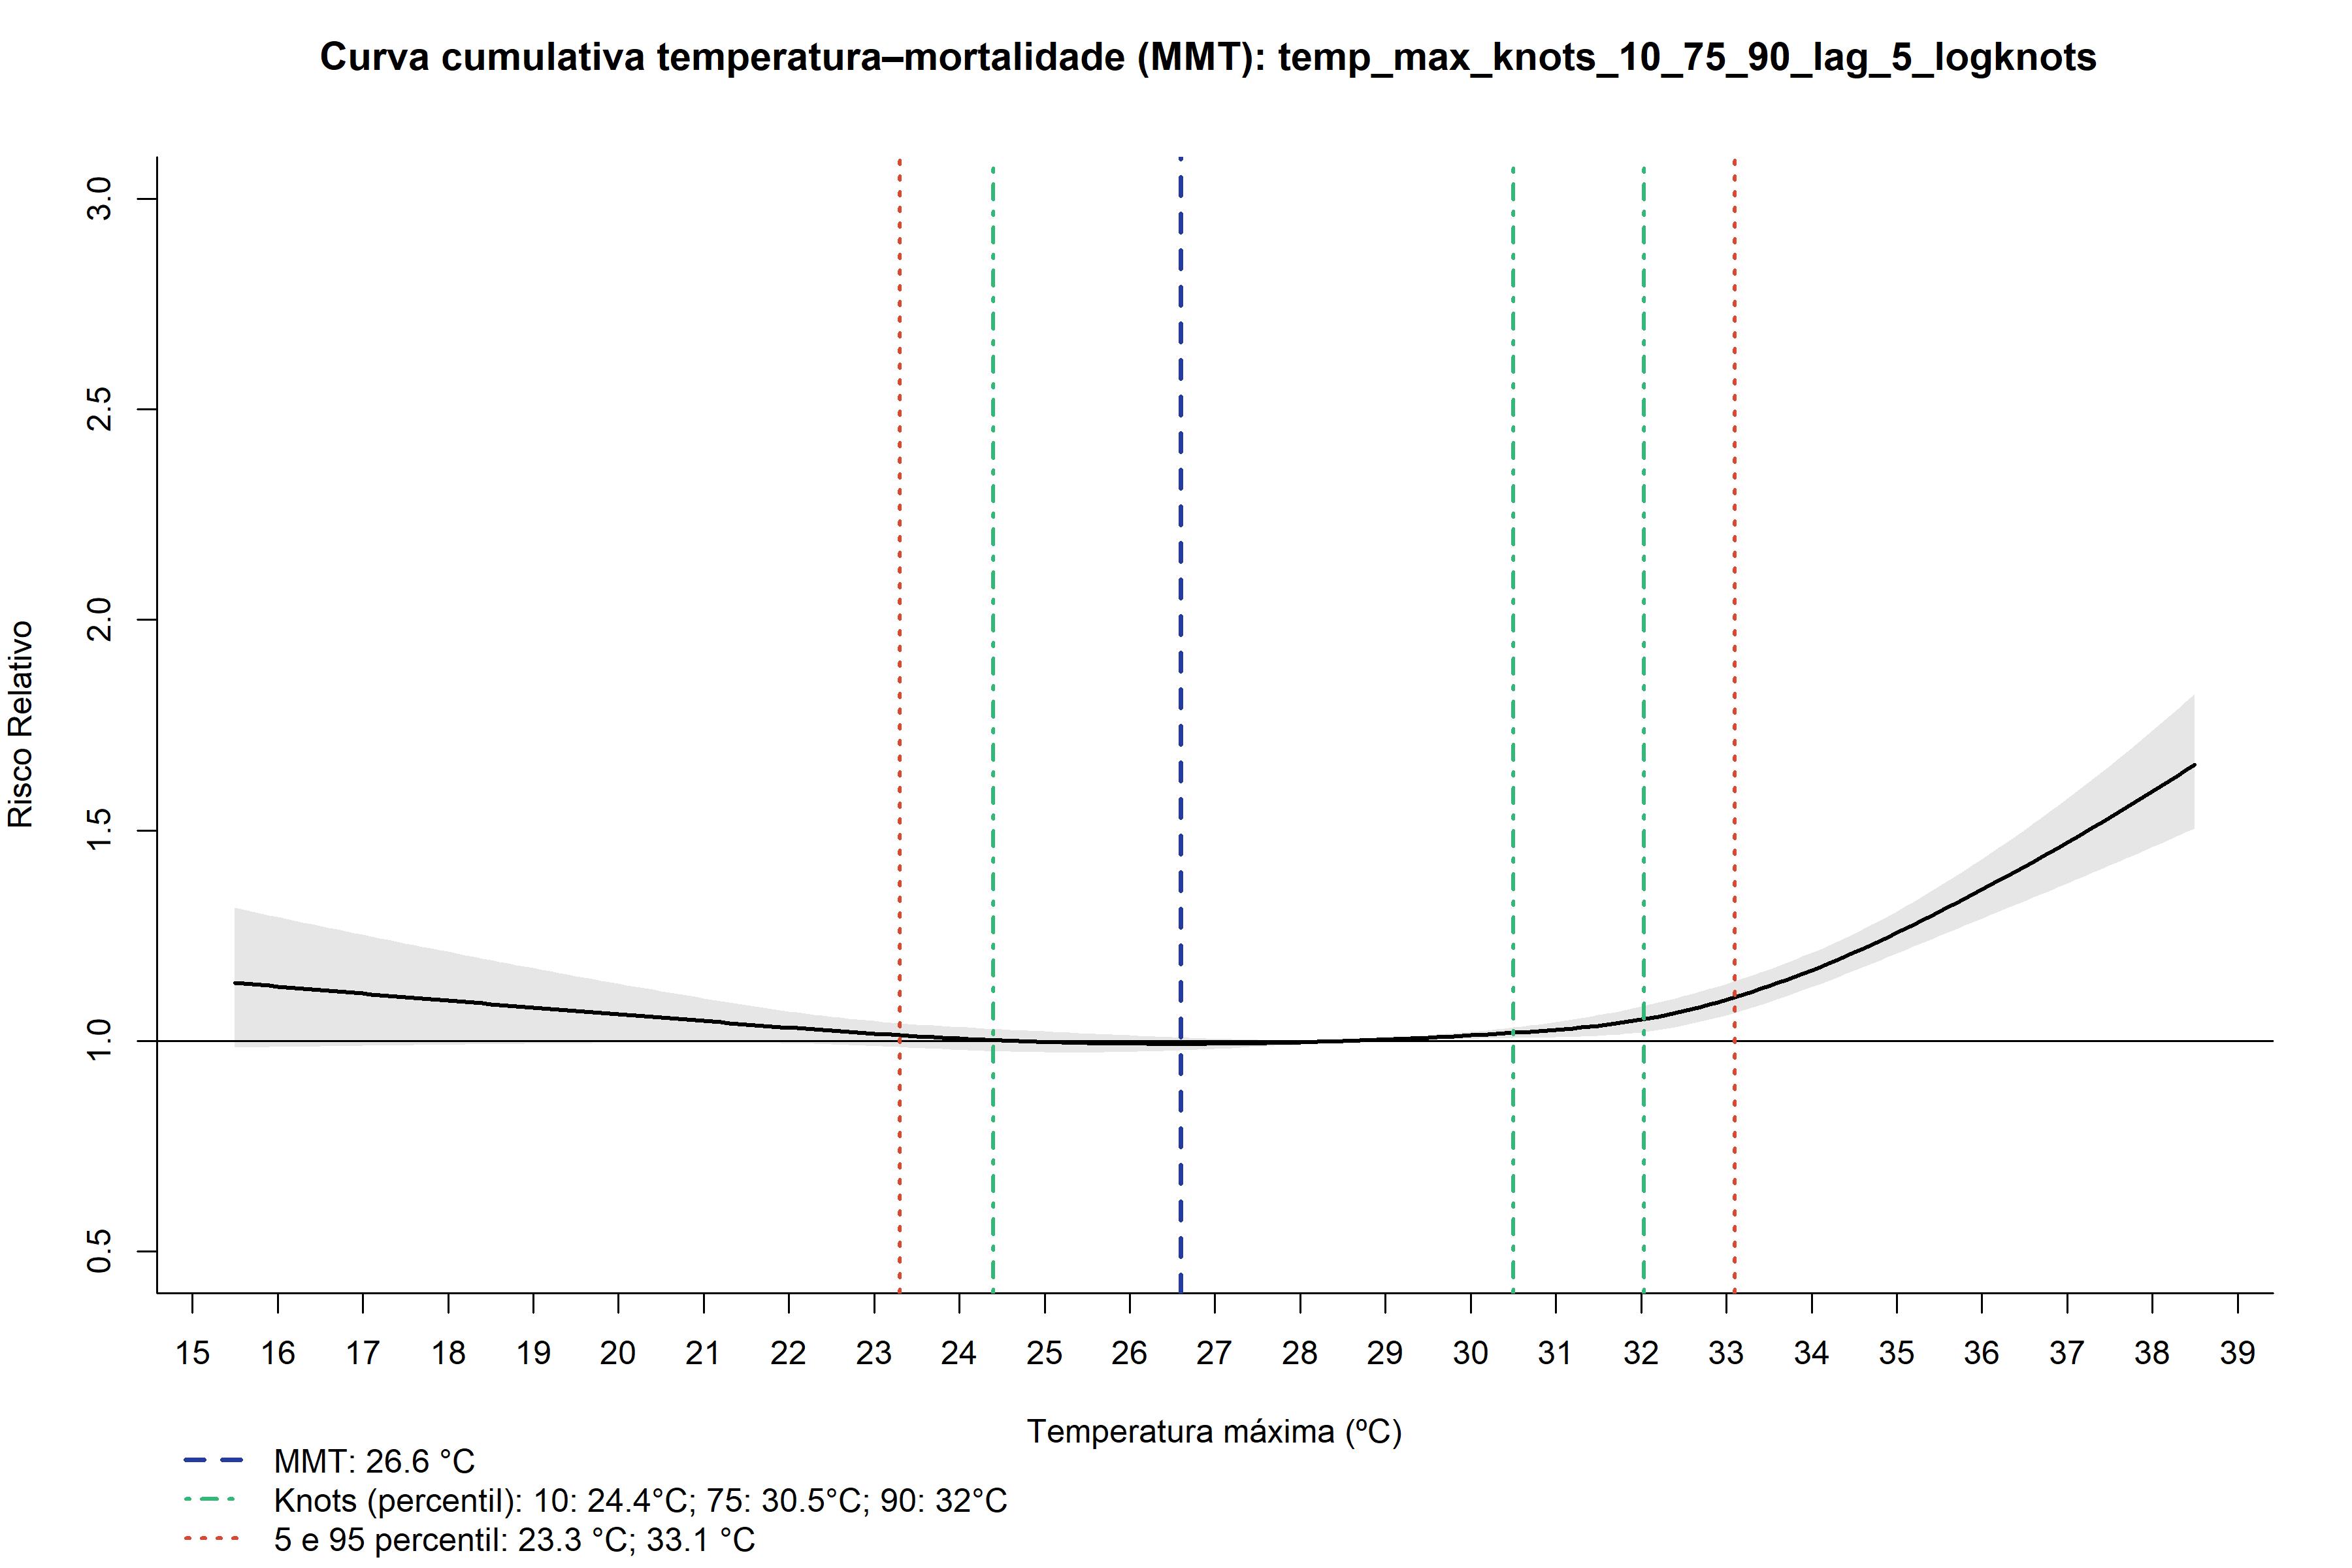 Curva cumulativa temperatura–mortalidade (MMT): temp_max_knots_10_75_90_lag_5_logknots
Risco Relativo
3.0
2.5
2.0
1.5
1.0
0.5
15 16 17 18 19 20 21 22 23 24 25 26 27 28 29 30 31 32 33 34 35 36 37 38 39
Temperatura máxima (ºC)
MMT: 26.6 °C
Knots (percentil): 10: 24.4°C; 75: 30.5°C; 90: 32°C
5 e 95 percentil: 23.3 °C; 33.1 °C